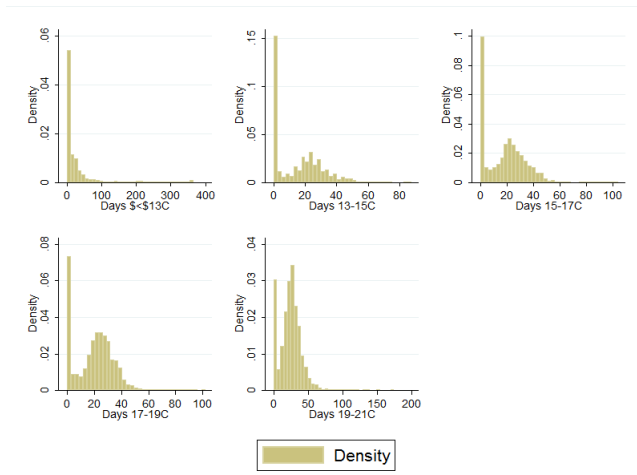 Density
.06
.04
.02
0
0 100 200 300 400
Days $<$13C
Density
.15
.1
.05
0
0 20 40 60 80
Days 13-15C
Density
.1
.08
.06
.04
.02
0
0 20 40 60 80 100
Days 15-17C
Density
.08
.06
.04
.02
0
0 20 40 60 80 100
Days 17-19C
Density
.04
.03
.02
.01
0
0 50 100 150 200
Days 19-21C
Density